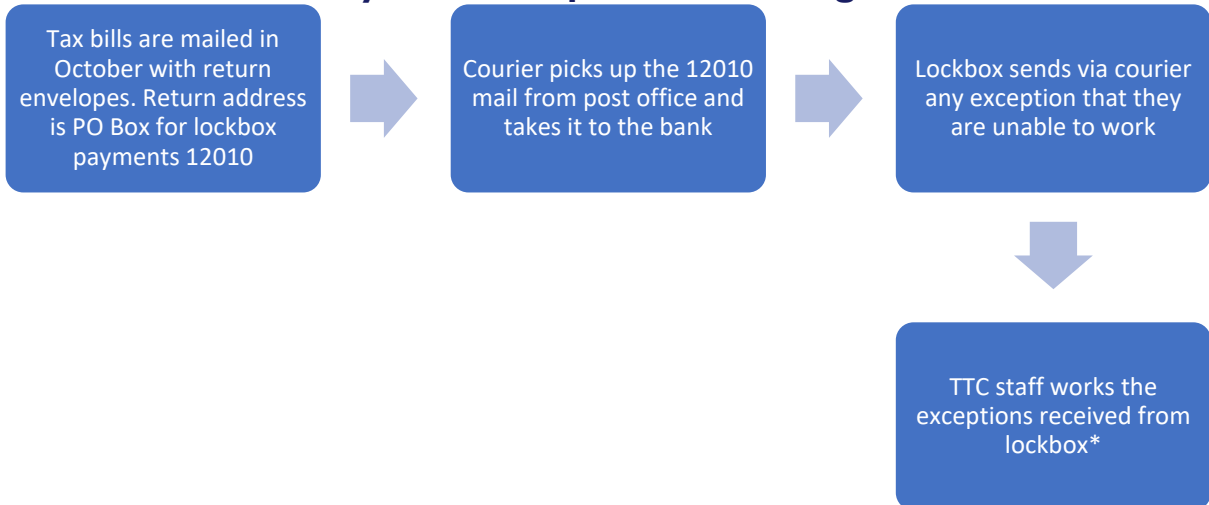 Tax bills are mailed in
October with return
envelopes. Return address
is PO Box for lockbox
payments 12010
Courier picks up the 12010
mail from post office and
takes it to the bank
Lockbox sends via courier
any exception that they
are unable to work
TTC staff works the
exceptions received from
lockbox*